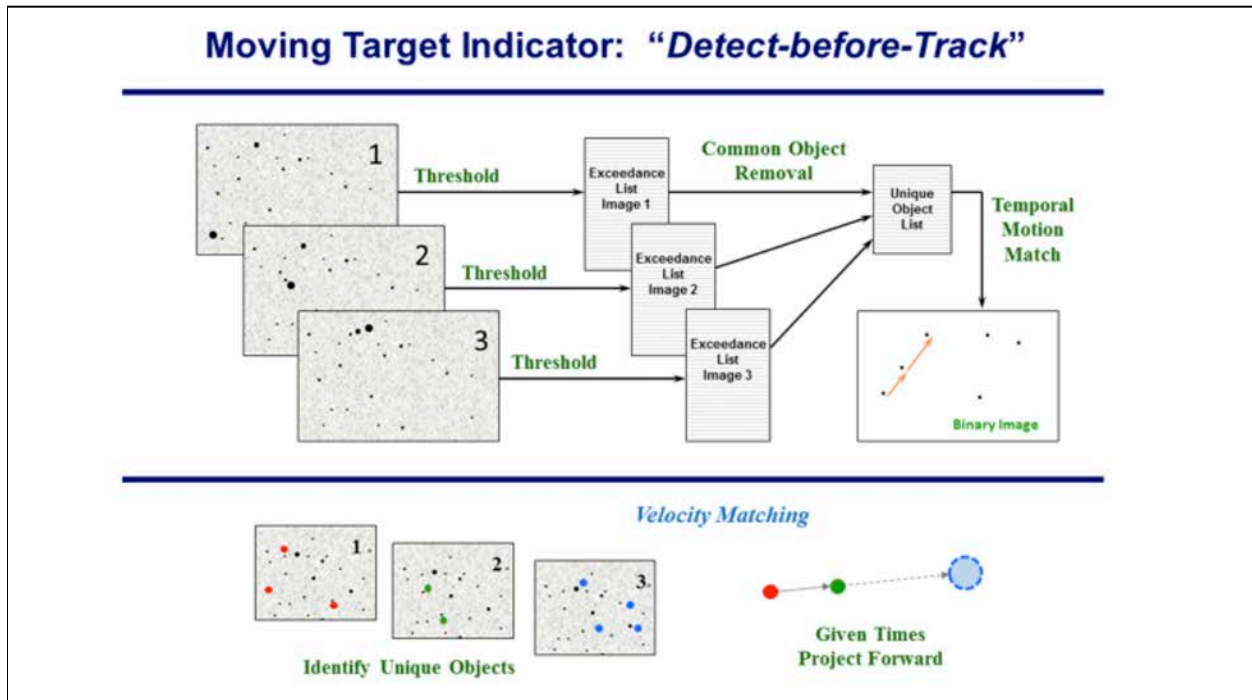 Moving Target Indicator: “Detect-before-Track”
1
Threshold
Exceedance
List
Image 1
Common Object
Removal
Unique
Object
List
Temporal
Motion
Match
2
Threshold
Exceedance
List
Image 2
3
Threshold
Exceedance
List
Image 3
Binary Image
Velocity Matching
1
2
3
Identify Unique Objects
Given Times
Project Forward